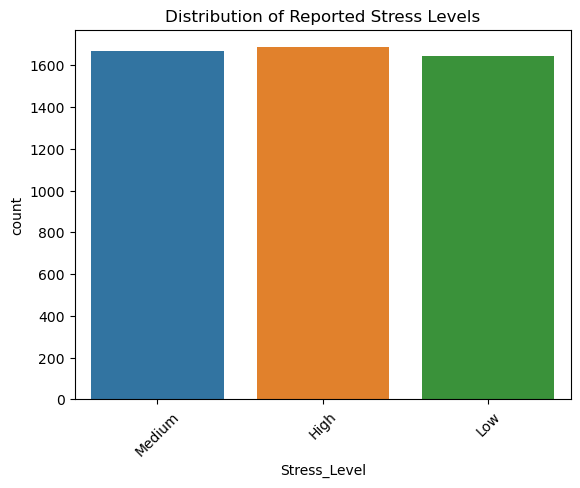 Distribution of Reported Stress Levels
1600
1400
1200
1000
800
600
400
200
0
count
Medium
High
Low
Stress_Level